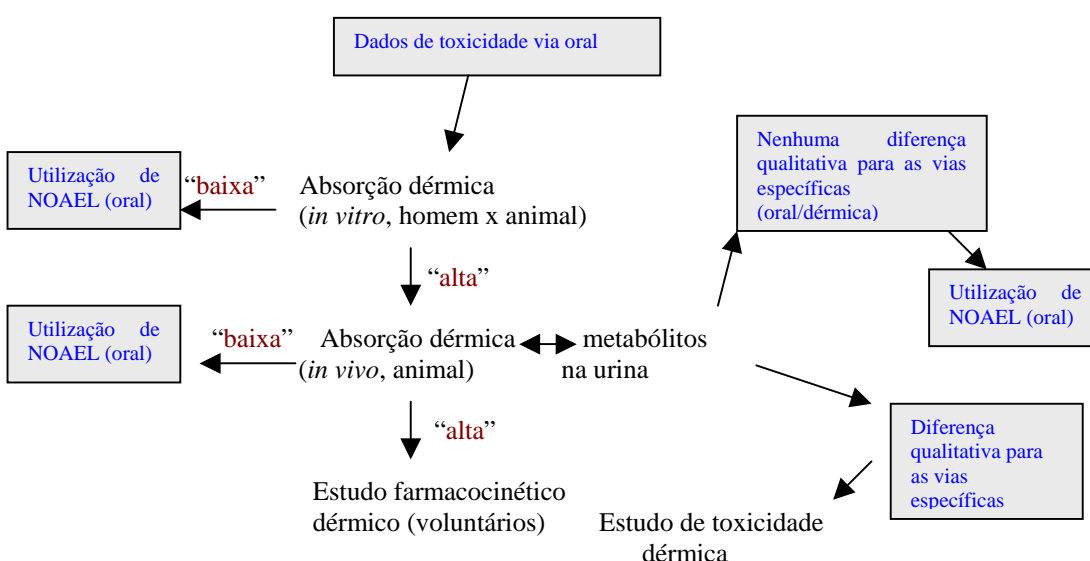 Dados de toxicidade via oral
Nenhuma diferença
qualitativa para as vias
específicas
(oral/dérmica)
Utilização de
NOAEL (oral)
“baixa”
Absorção dérmica
(in vitro, homem x animal)
“alta”
Utilização de
NOAEL (oral)
Utilização de
NOAEL (oral)
“baixa”
Absorção dérmica
(in vivo, animal)
metabólitos
na urina
“alta”
Diferença
qualitativa para
as vias
específicas
Estudo farmacocinético
dérmico (voluntários)
Estudo de toxicidade
dérmica